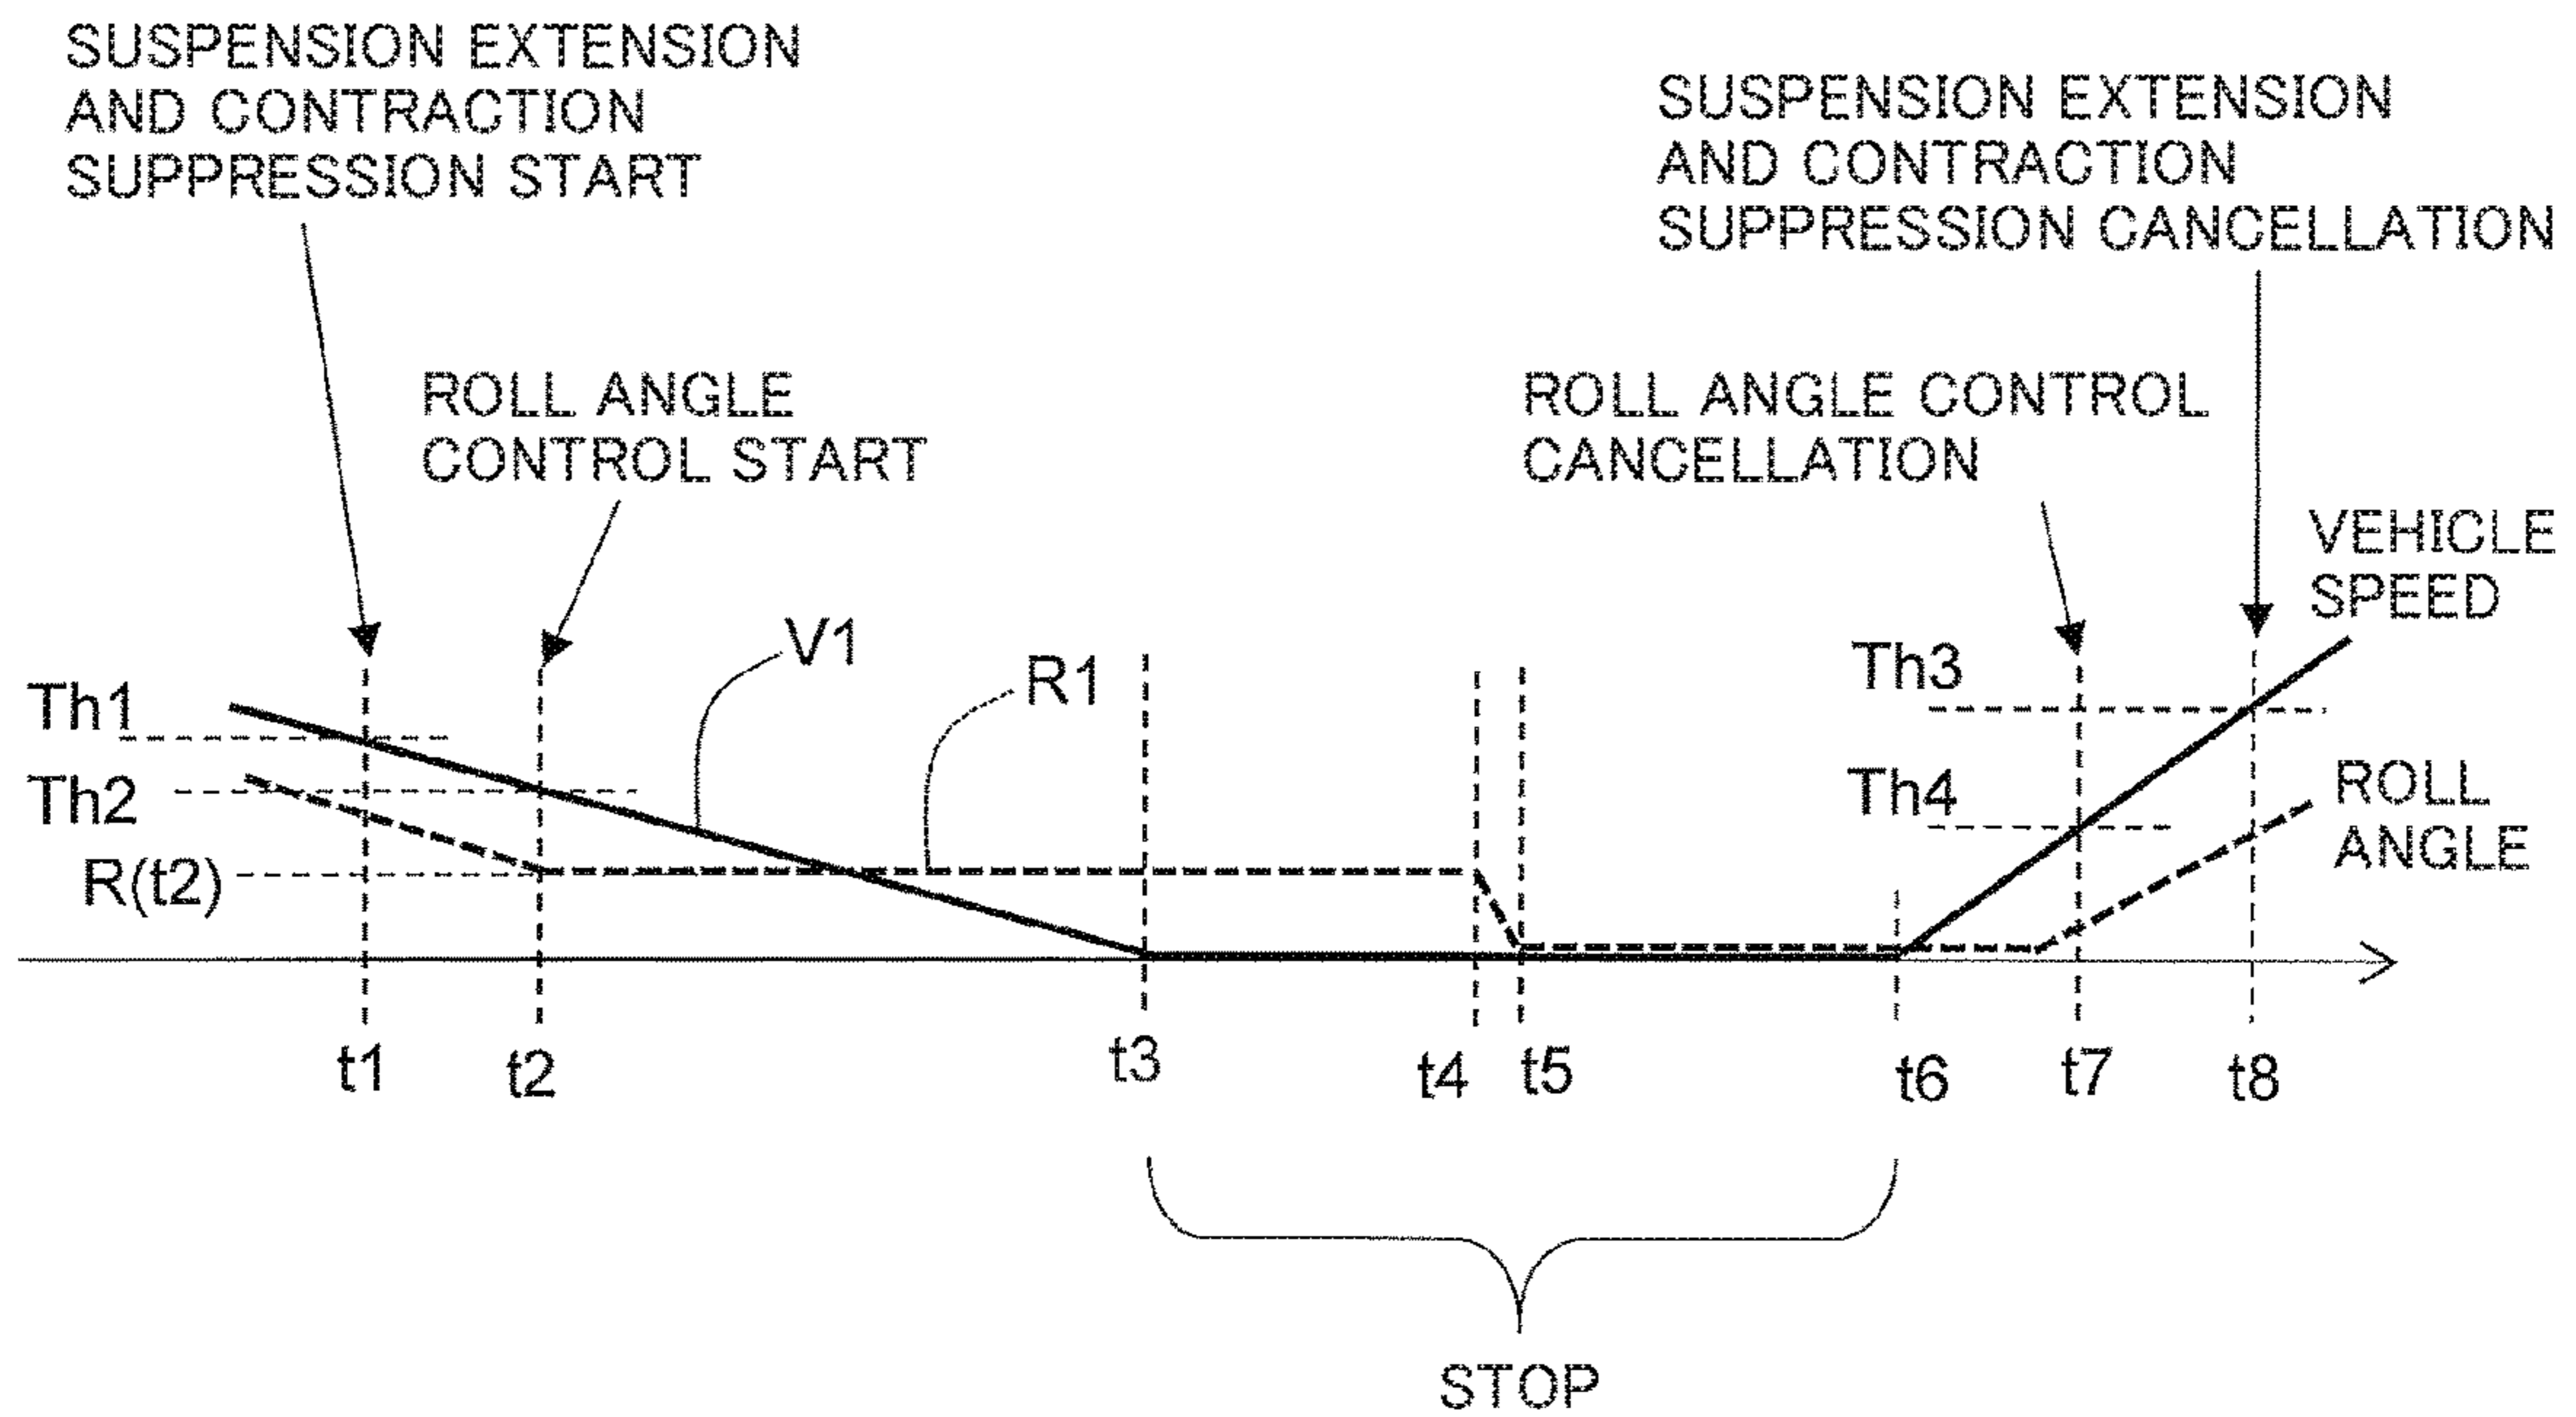 SUSPENSION EXTENSION
AND CONTRACTION
SUPPRESSION START
SUSPENSION EXTENSION
AND CONTRACTION
SUPPRESSION CANCELLATION
ROLL ANGLE
CONTROL START
ROLL ANGLE CONTROL
CANCELLATION
VEHICLE
SPEED
V1
R1
Th1
Th2
R(t2)
Th3
Th4
ROLL
ANGLE
t1
t2
t3
t4
t5
t6
t7
t8
STOP